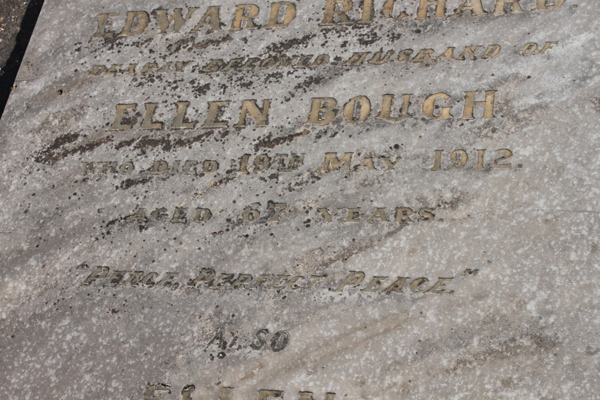 EDWARD RICHARD
DEARLY BELOVED HUSBAND OF
ELLEN BOUGH
WHO DIED 19TH MAY 1912
AGED 67 YEARS
"PEACE, PERFECT PEACE"
ALSO
ELLEN